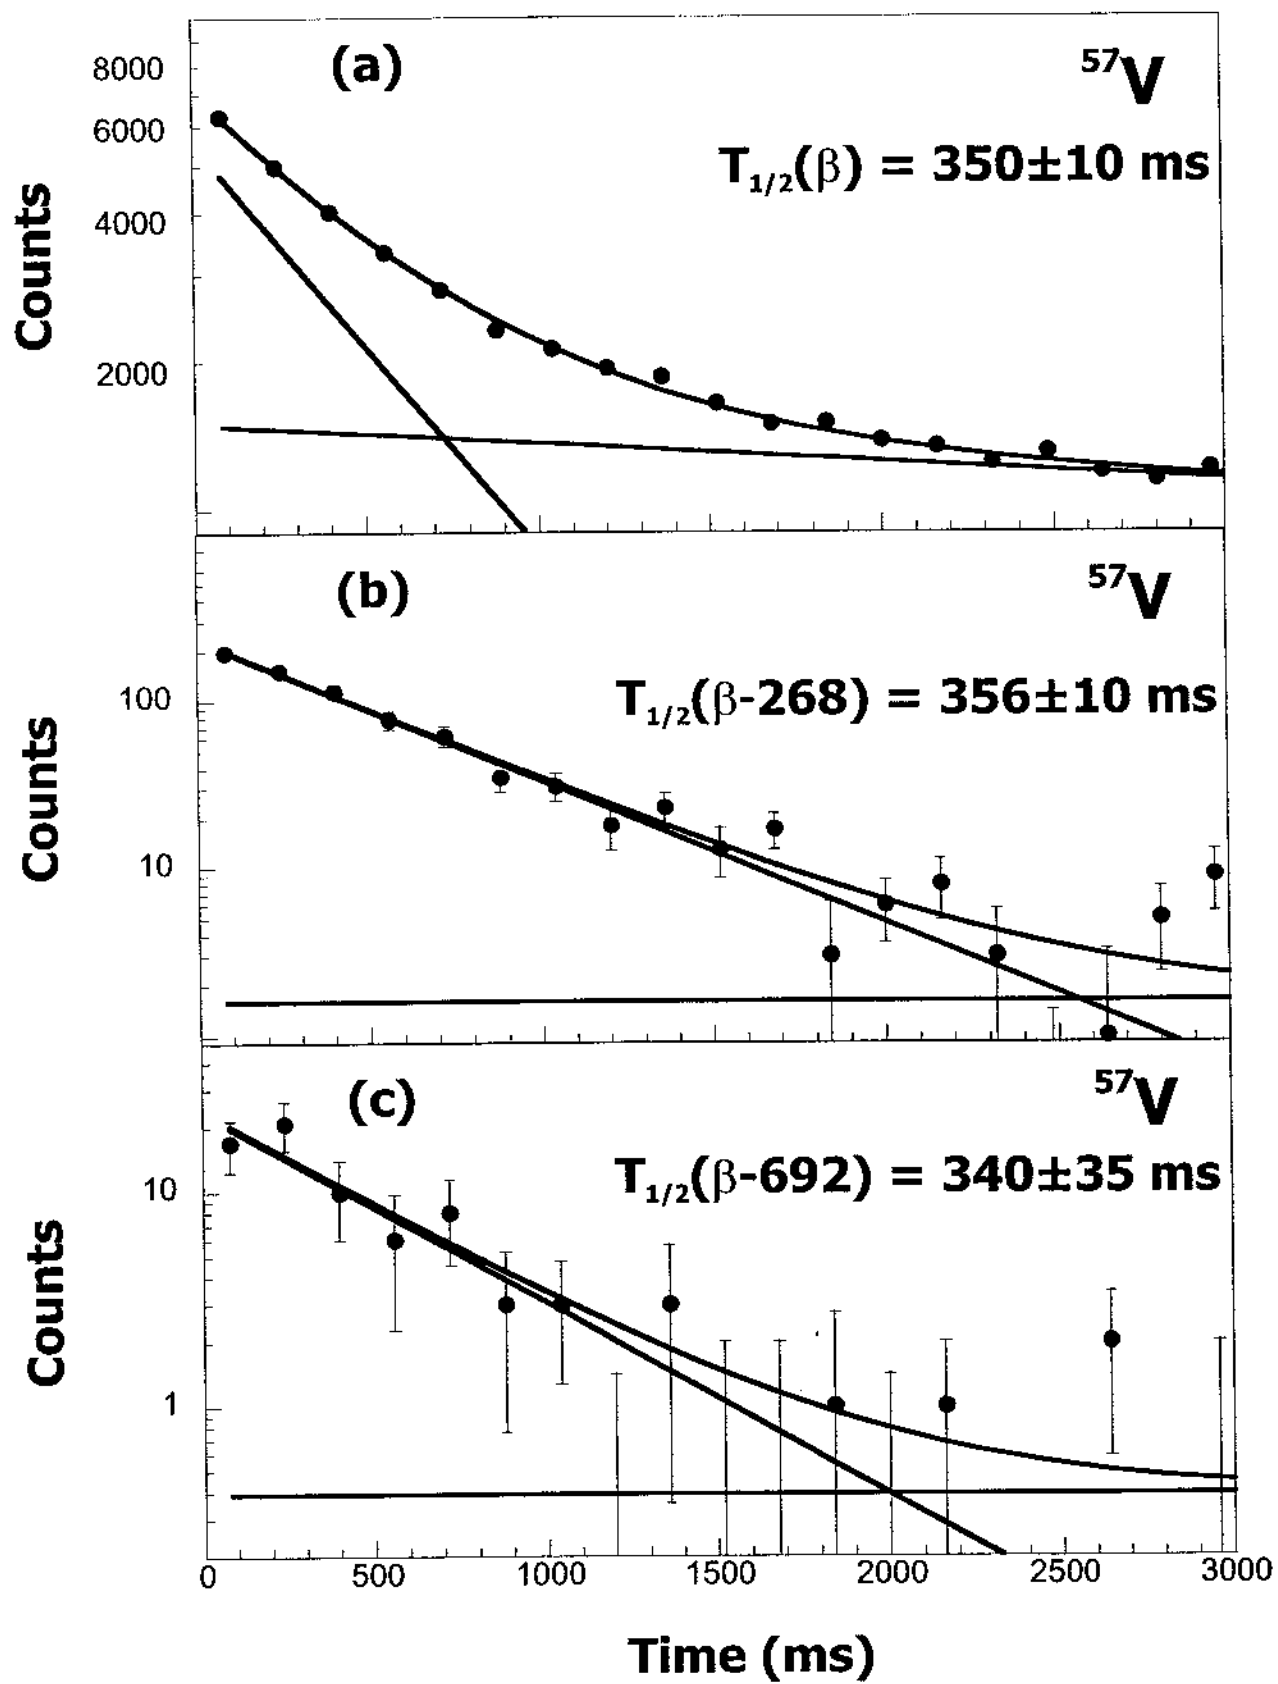 (a)
⁵⁷V
T₁/₂(β) = 350±10 ms
Counts
8000
6000
4000
2000
(b)
⁵⁷V
T₁/₂(β-268) = 356±10 ms
Counts
100
10
(c)
⁵⁷V
T₁/₂(β-692) = 340±35 ms
Counts
10
1
0 500 1000 1500 2000 2500 3000
Time (ms)